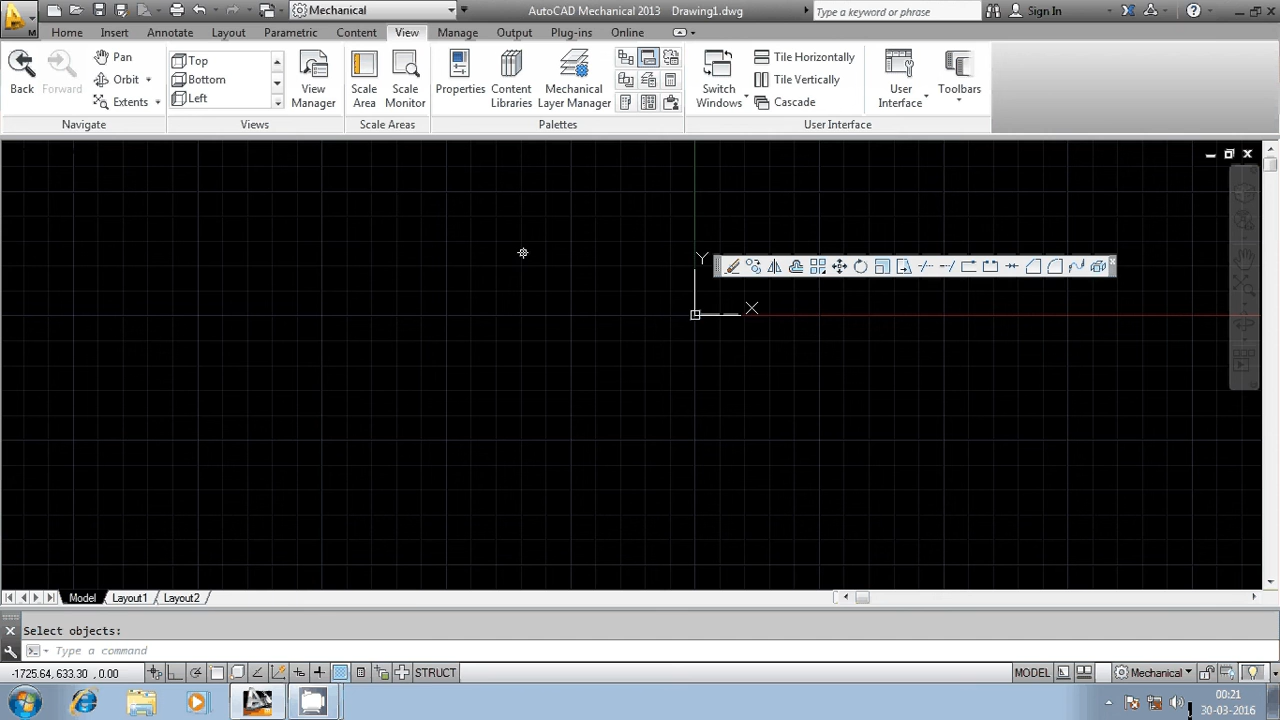 Mechanical
AutoCAD Mechanical 2013 Drawing1.dwg
Type a keyword or phrase
Sign In
M
Home Insert Annotate Layout Parametric Content View Manage Output Plug-ins Online
Back
Forward
Pan
Orbit
Extents
Navigate
Top
Bottom
Left
Views
View
Manager
Scale
Area
Scale
Monitor
Scale Areas
Properties
Content
Libraries
Mechanical
Layer Manager
Palettes
Switch
Windows
Tile Horizontally
Tile Vertically
Cascade
User
Interface
Toolbars
User Interface
Y
X
Model Layout1 Layout2
Select objects:
Type a command
-1725.64, 633.30 , 0.00
STRUCT
MODEL
Mechanical
00:21
30-03-2016